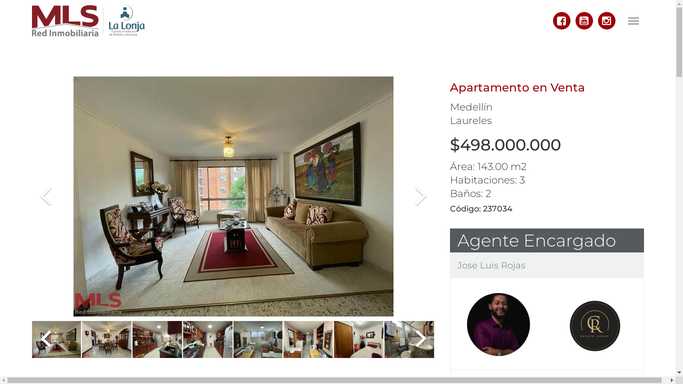 MLS
Red Inmobiliaria
La Lonja
Apartamento en Venta
Medellín
Laureles
$498.000.000
Área: 143.00 m2
Habitaciones: 3
Baños: 2
Código: 237034
Agente Encargado
Jose Luis Rojas
MLS